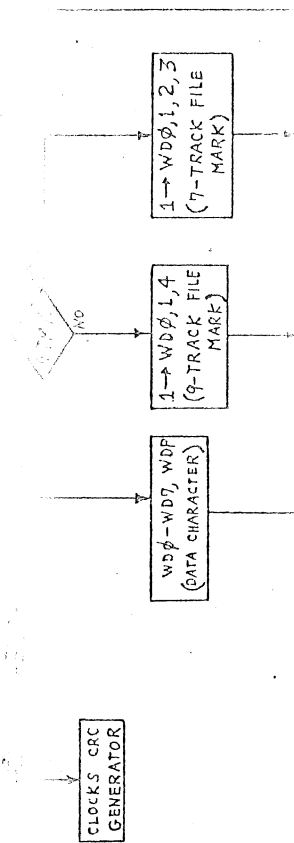 CLOCKS CRC
GENERATOR
WDØ-WD7, WDP
(DATA CHARACTER)
NO
1→ WDØ,1,4
(9-TRACK FILE
MARK)
1→ WDØ,1,2,3
(7-TRACK FILE
MARK)